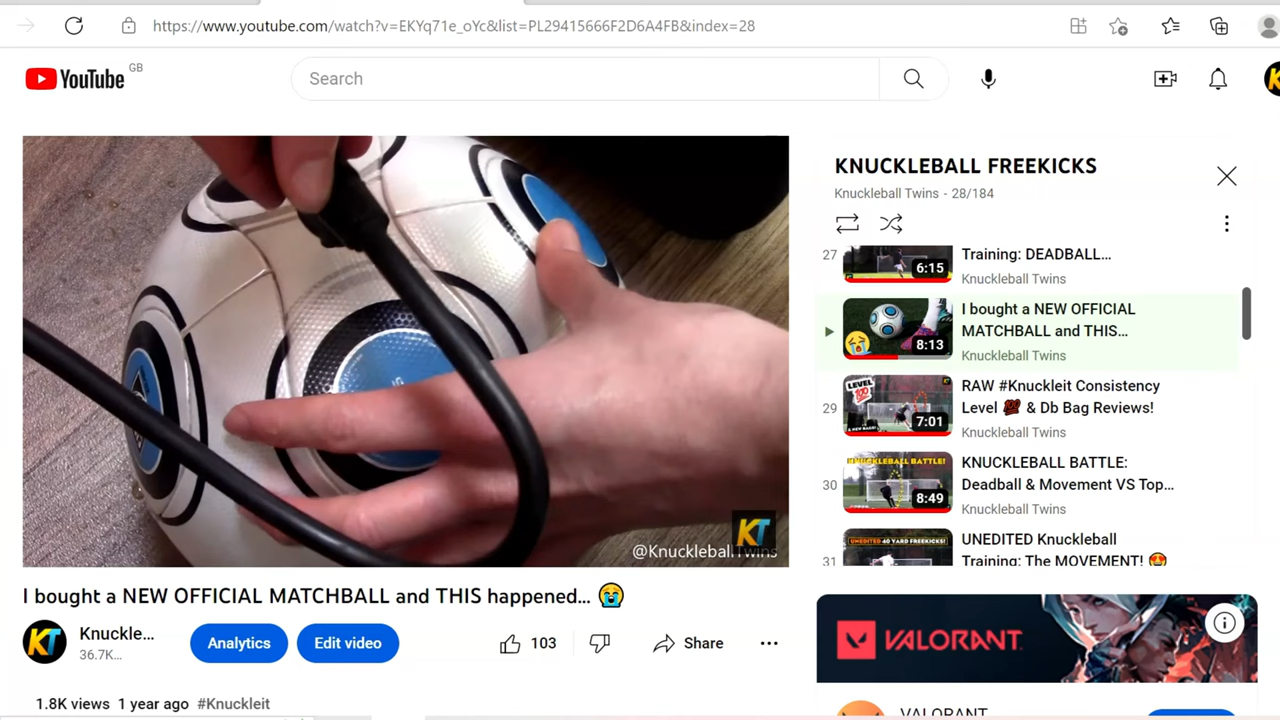 https://www.youtube.com/watch?v=EKYq71e_oYc&list=PL29415666F2D6A4FB&index=28
YouTube GB
Search
KNUCKLEBALL FREEKICKS
Knuckleball Twins - 28/184
27
6:15
Training: DEADBALL...
Knuckleball Twins
8:13
I bought a NEW OFFICIAL
MATCHBALL and THIS...
Knuckleball Twins
29
LEVEL
100
7:01
RAW #Knuckleit Consistency
Level 💯 & Db Bag Reviews!
Knuckleball Twins
30
KNUCKLEBALL BATTLE!
8:49
KNUCKLEBALL BATTLE:
Deadball & Movement VS Top...
Knuckleball Twins
31
UNEDITED 40 YARD FREEKICKS!
UNEDITED Knuckleball
Training: The MOVEMENT! 🤩
KT
@KnuckleballTwins
I bought a NEW OFFICIAL MATCHBALL and THIS happened... 😭
KT
Knuckle...
36.7K...
Analytics
Edit video
103
Share
1.8K views 1 year ago #Knuckleit
VALORANT
VALORANT